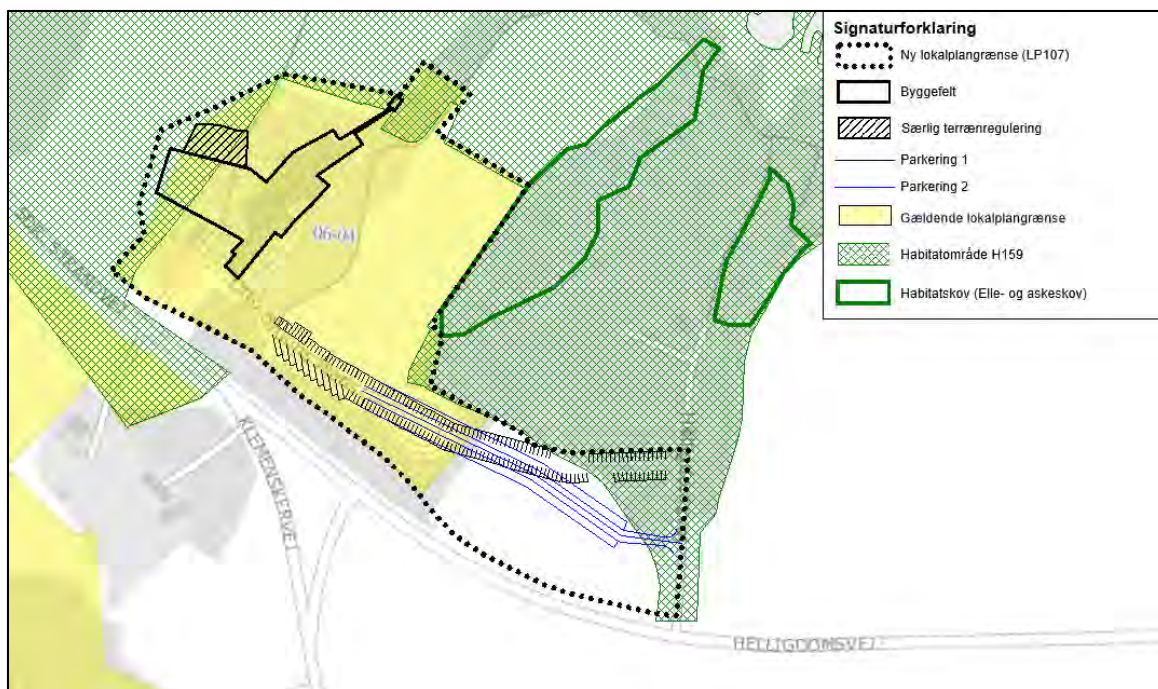 Signaturforklaring
Ny lokalplangrænse (LP107)
Byggefelt
Særlig terrænregulering
Parkering 1
Parkering 2
Gældende lokalplangrænse
Habitatområde H159
Habitatskov (Elle- og askeskov)
06-04
KLEMENSKERVEJ
HELLIGDOMSVEJ